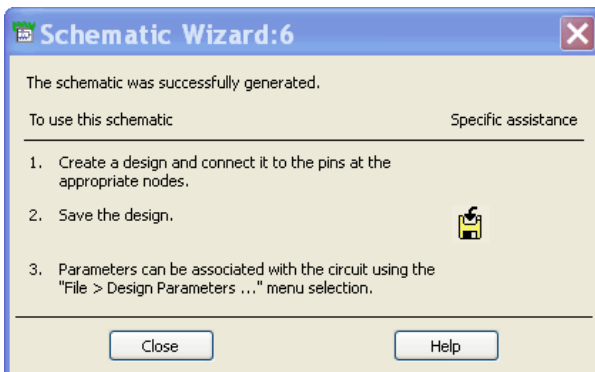 Schematic Wizard:6
The schematic was successfully generated.
To use this schematic Specific assistance
1. Create a design and connect it to the pins at the
appropriate nodes.
2. Save the design.
3. Parameters can be associated with the circuit using the
"File > Design Parameters ..." menu selection.
Close Help